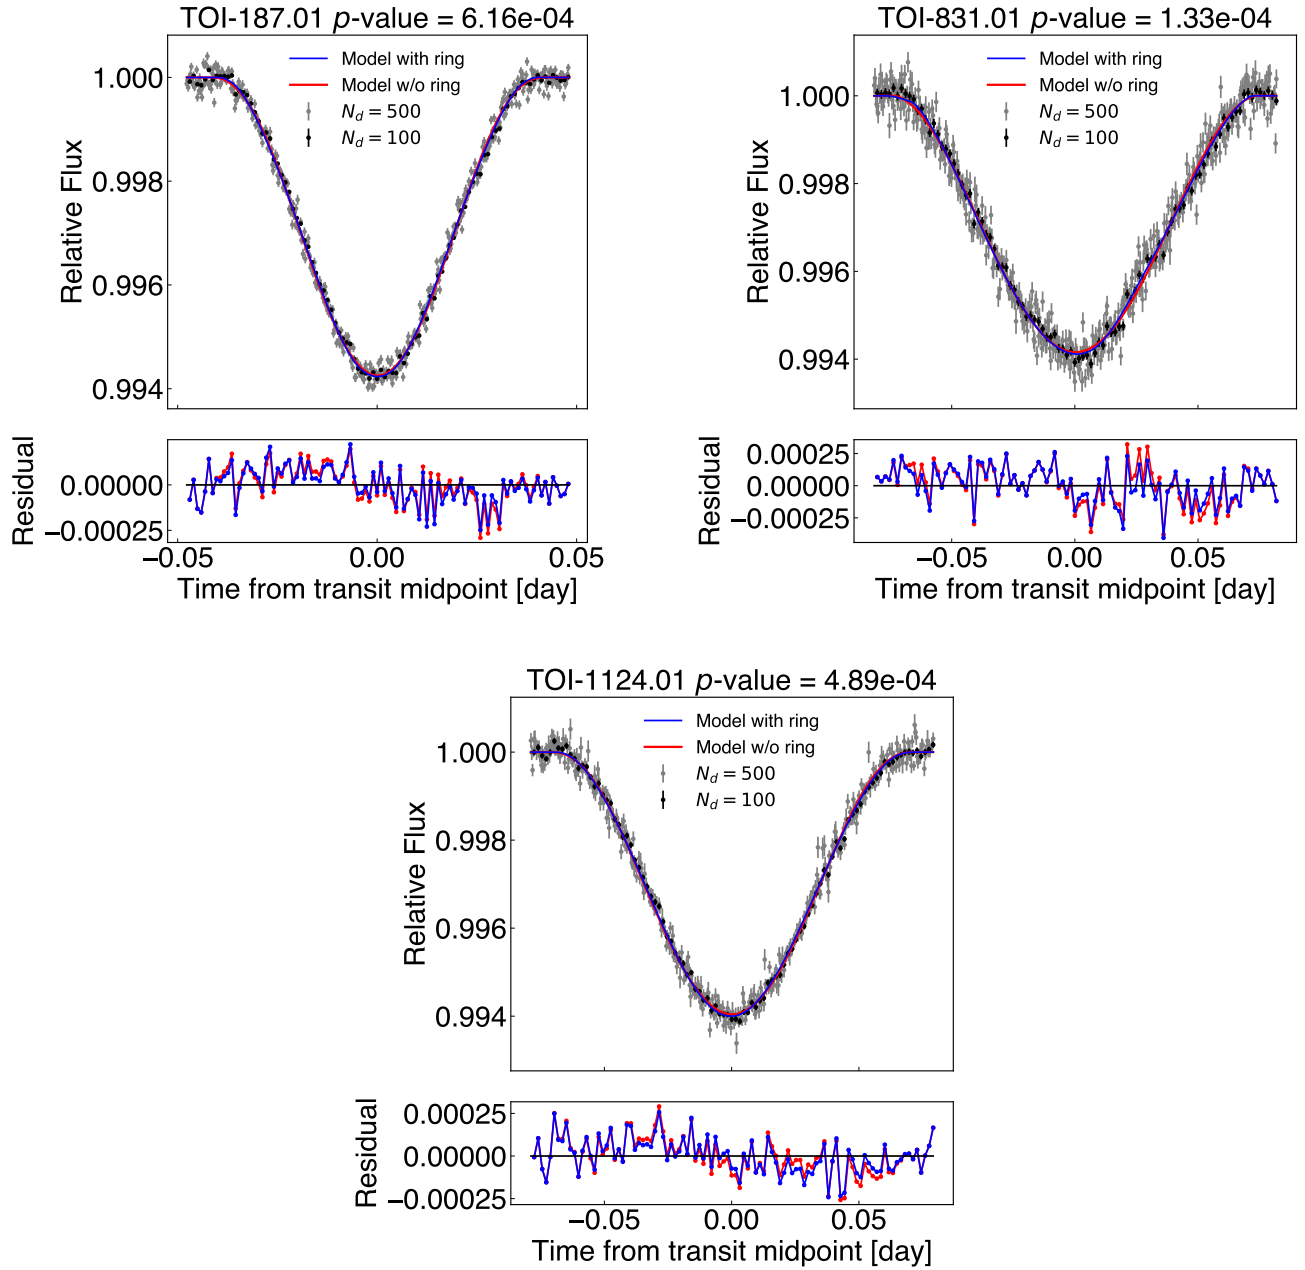 TOI-187.01 p-value = 6.16e-04
Model with ring
Model w/o ring
N_d = 500
N_d = 100
1.000
0.998
0.996
0.994
Relative Flux
0.00000
−0.00025
Residual
−0.05
0.00
0.05
Time from transit midpoint [day]
TOI-831.01 p-value = 1.33e-04
Model with ring
Model w/o ring
N_d = 500
N_d = 100
1.000
0.998
0.996
0.994
Relative Flux
0.00025
0.00000
−0.00025
Residual
−0.05
0.00
0.05
Time from transit midpoint [day]
TOI-1124.01 p-value = 4.89e-04
Model with ring
Model w/o ring
N_d = 500
N_d = 100
1.000
0.998
0.996
0.994
Relative Flux
0.00025
0.00000
−0.00025
Residual
−0.05
0.00
0.05
Time from transit midpoint [day]